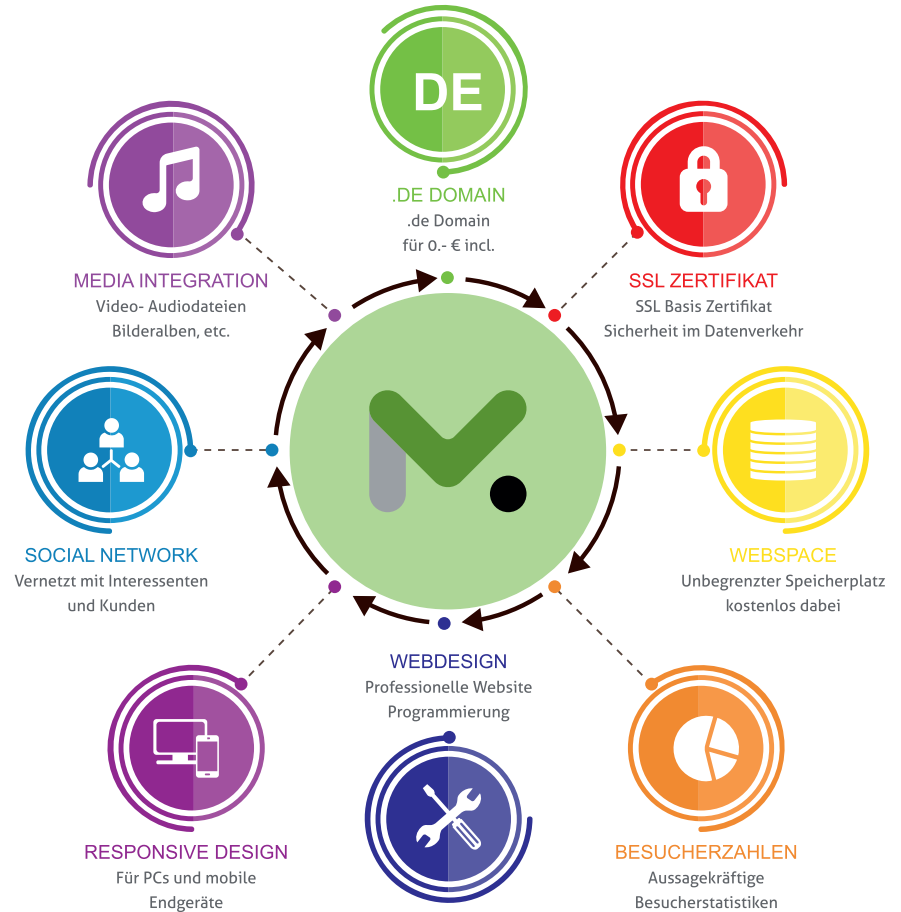 DE
.DE DOMAIN
.de Domain
für 0.- € incl.
MEDIA INTEGRATION
Video- Audiodateien
Bilderalben, etc.
SSL ZERTIFIKAT
SSL Basis Zertifikat
Sicherheit im Datenverkehr
SOCIAL NETWORK
Vernetzt mit Interessenten
und Kunden
WEBSPACE
Unbegrenzter Speicherplatz
kostenlos dabei
WEBDESIGN
Professionelle Website
Programmierung
RESPONSIVE DESIGN
Für PCs und mobile
Endgeräte
BESUCHERZAHLEN
Aussagekräftige
Besucherstatistiken